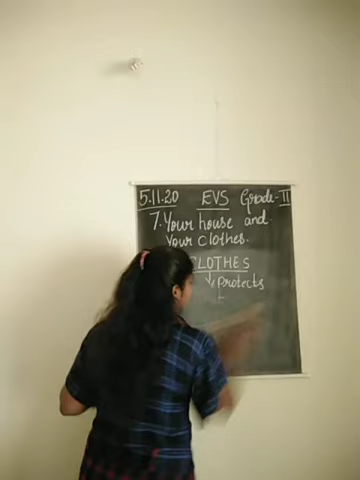 5.11.20 EVS Grade-II
7. Your house and
Your clothes.
CLOTHES
↓ protects